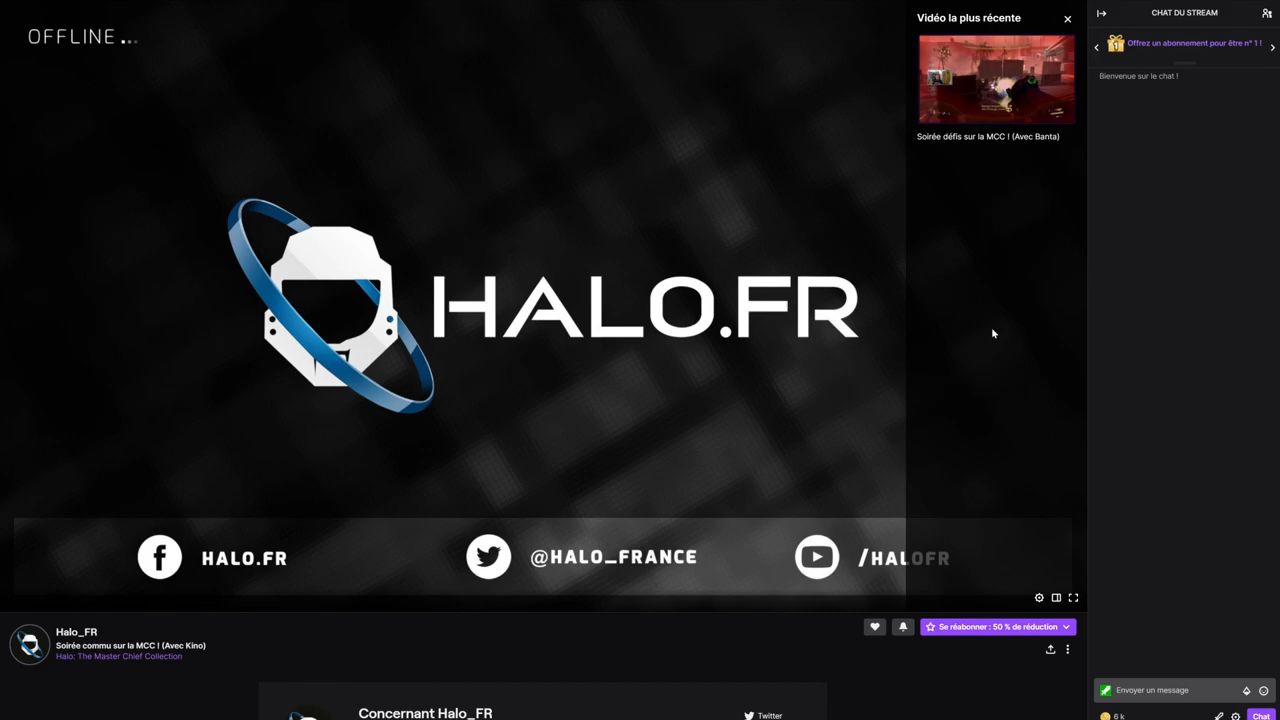 OFFLINE...
HALO.FR
HALO.FR
@HALO_FRANCE
/HALOFR
Vidéo la plus récente
Soirée défis sur la MCC ! (Avec Banta)
Halo_FR
Soirée commu sur la MCC ! (Avec Kino)
Halo: The Master Chief Collection
Se réabonner : 50 % de réduction
Concernant Halo_FR
Twitter
CHAT DU STREAM
1
Offrez un abonnement pour être n° 1 !
Bienvenue sur le chat !
Envoyer un message
6 k
Chat